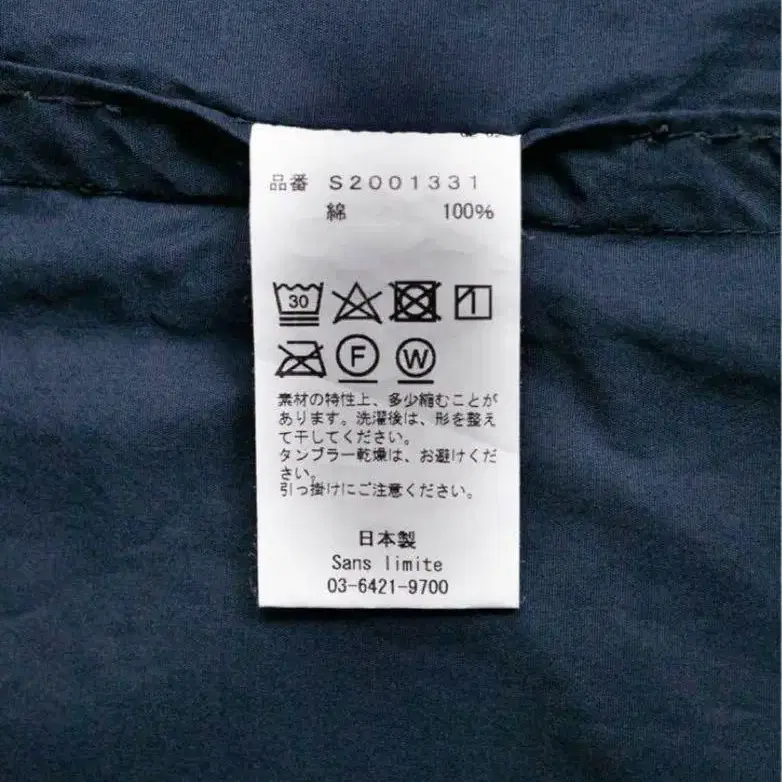 品番 S2001331
綿 100%
30 1
F W
素材の特性上、多少縮むことが
あります。洗濯後は、形を整え
て干してください。
タンブラー乾燥は、お避けくだ
さい。
引っ掛けにご注意ください。
日本製
Sans limite
03-6421-9700